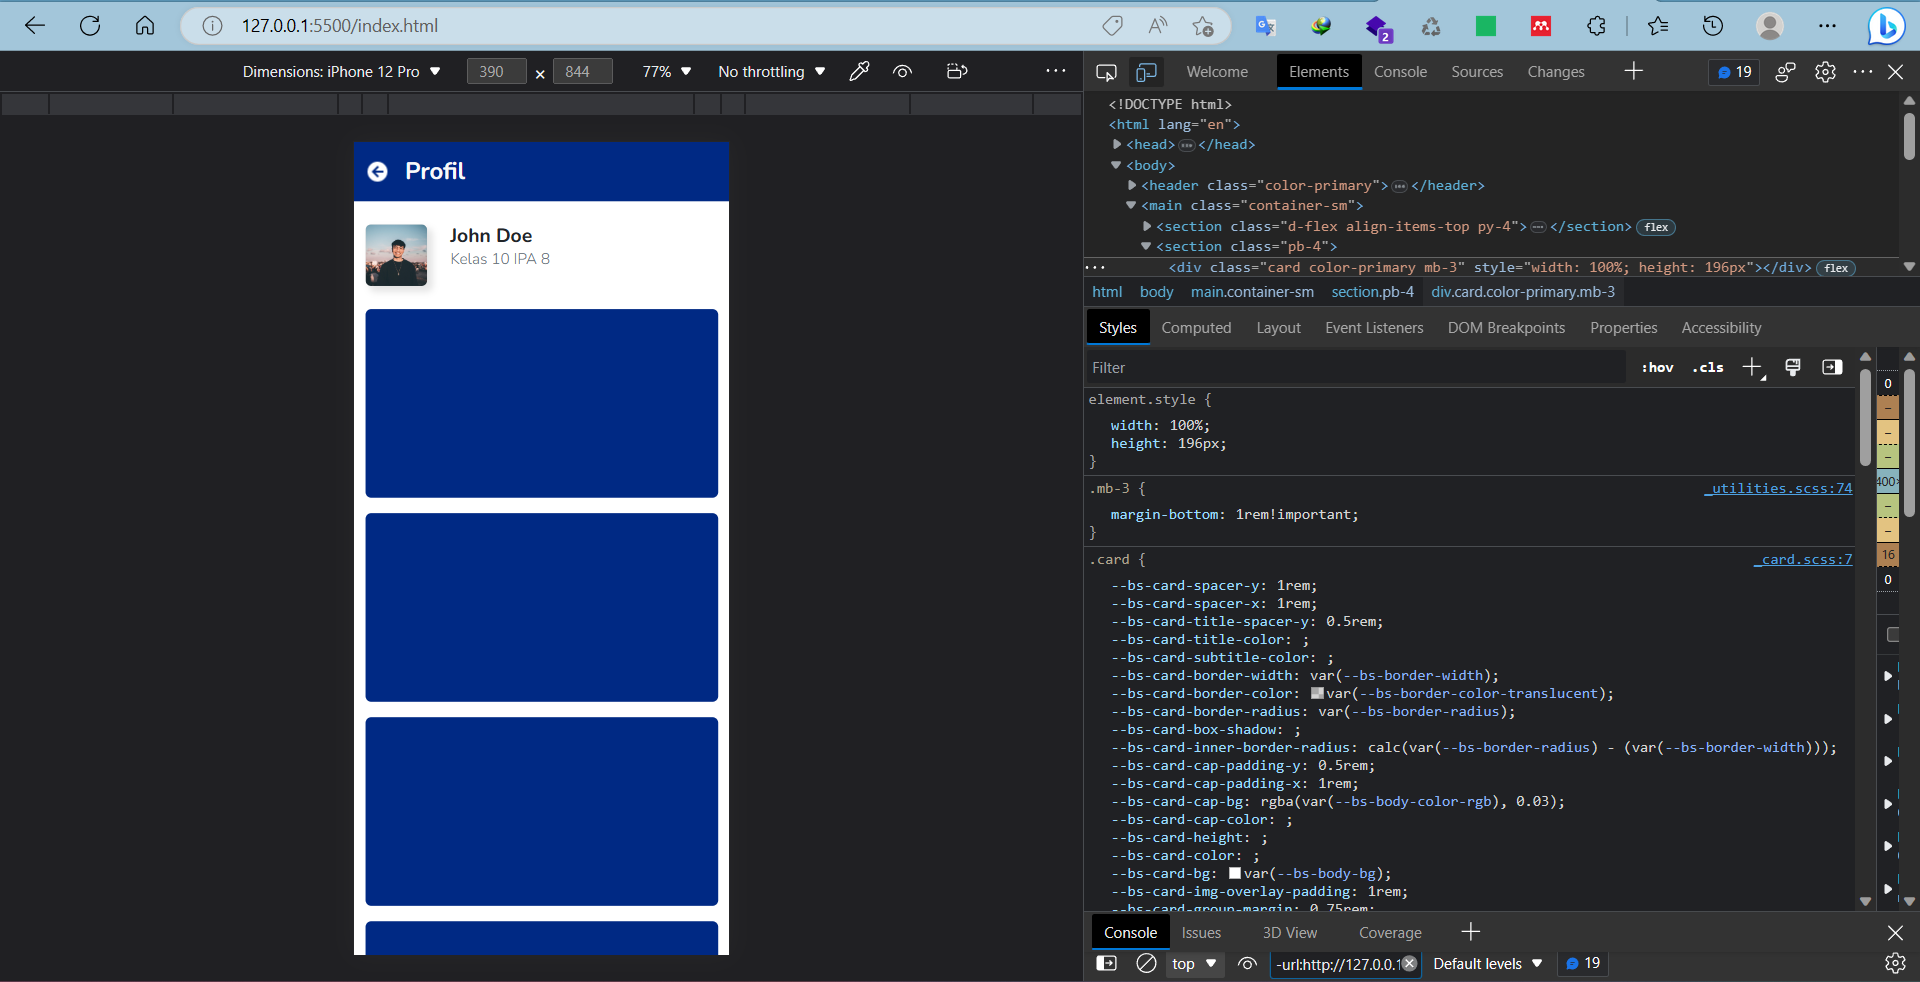 127.0.0.1:5500/index.html
2
Dimensions: iPhone 12 Pro 390 × 844 77% No throttling
Welcome Elements Console Sources Changes 19
Profil
John Doe
Kelas 10 IPA 8
<!DOCTYPE html>
<html lang="en">
<head> ••• </head>
<body>
<header class="color-primary"> ••• </header>
<main class="container-sm">
<section class="d-flex align-items-top py-4"> ••• </section> flex
<section class="pb-4">
<div class="card color-primary mb-3" style="width: 100%; height: 196px"></div> flex
html body main.container-sm section.pb-4 div.card.color-primary.mb-3
Styles Computed Layout Event Listeners DOM Breakpoints Properties Accessibility
Filter :hov .cls
element.style {
width: 100%;
height: 196px;
}
.mb-3 { _utilities.scss:74
margin-bottom: 1rem!important;
}
.card { _card.scss:7
--bs-card-spacer-y: 1rem;
--bs-card-spacer-x: 1rem;
--bs-card-title-spacer-y: 0.5rem;
--bs-card-title-color: ;
--bs-card-subtitle-color: ;
--bs-card-border-width: var(--bs-border-width);
--bs-card-border-color: var(--bs-border-color-translucent);
--bs-card-border-radius: var(--bs-border-radius);
--bs-card-box-shadow: ;
--bs-card-inner-border-radius: calc(var(--bs-border-radius) - (var(--bs-border-width)));
--bs-card-cap-padding-y: 0.5rem;
--bs-card-cap-padding-x: 1rem;
--bs-card-cap-bg: rgba(var(--bs-body-color-rgb), 0.03);
--bs-card-cap-color: ;
--bs-card-height: ;
--bs-card-color: ;
--bs-card-bg: var(--bs-body-bg);
--bs-card-img-overlay-padding: 1rem;
--bs-card-group-margin: 0.75rem;
0
–
–
–
400×
–
–
16
0
Console Issues 3D View Coverage
top -url:http://127.0.0.1 Default levels 19